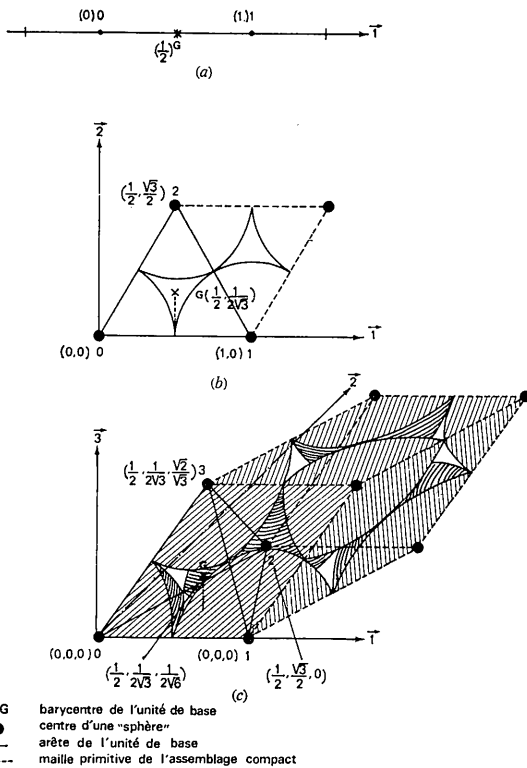 (0) 0 (1.) 1
1
(1/2)G
(a)
2
(1/2, √3/2) 2
G(1/2, 1/2√3)
(0,0) 0 (1,0) 1 1
(b)
2
3
(1/2, 1/2√3, √2/√3) 3
G
2
(0,0,0) 0 (0,0,0) 1 1
(1/2, 1/2√3, 1/2√6) (1/2, √3/2, 0)
(c)
G barycentre de l'unité de base
centre d'une "sphère"
arête de l'unité de base
maille primitive de l'assemblage compact